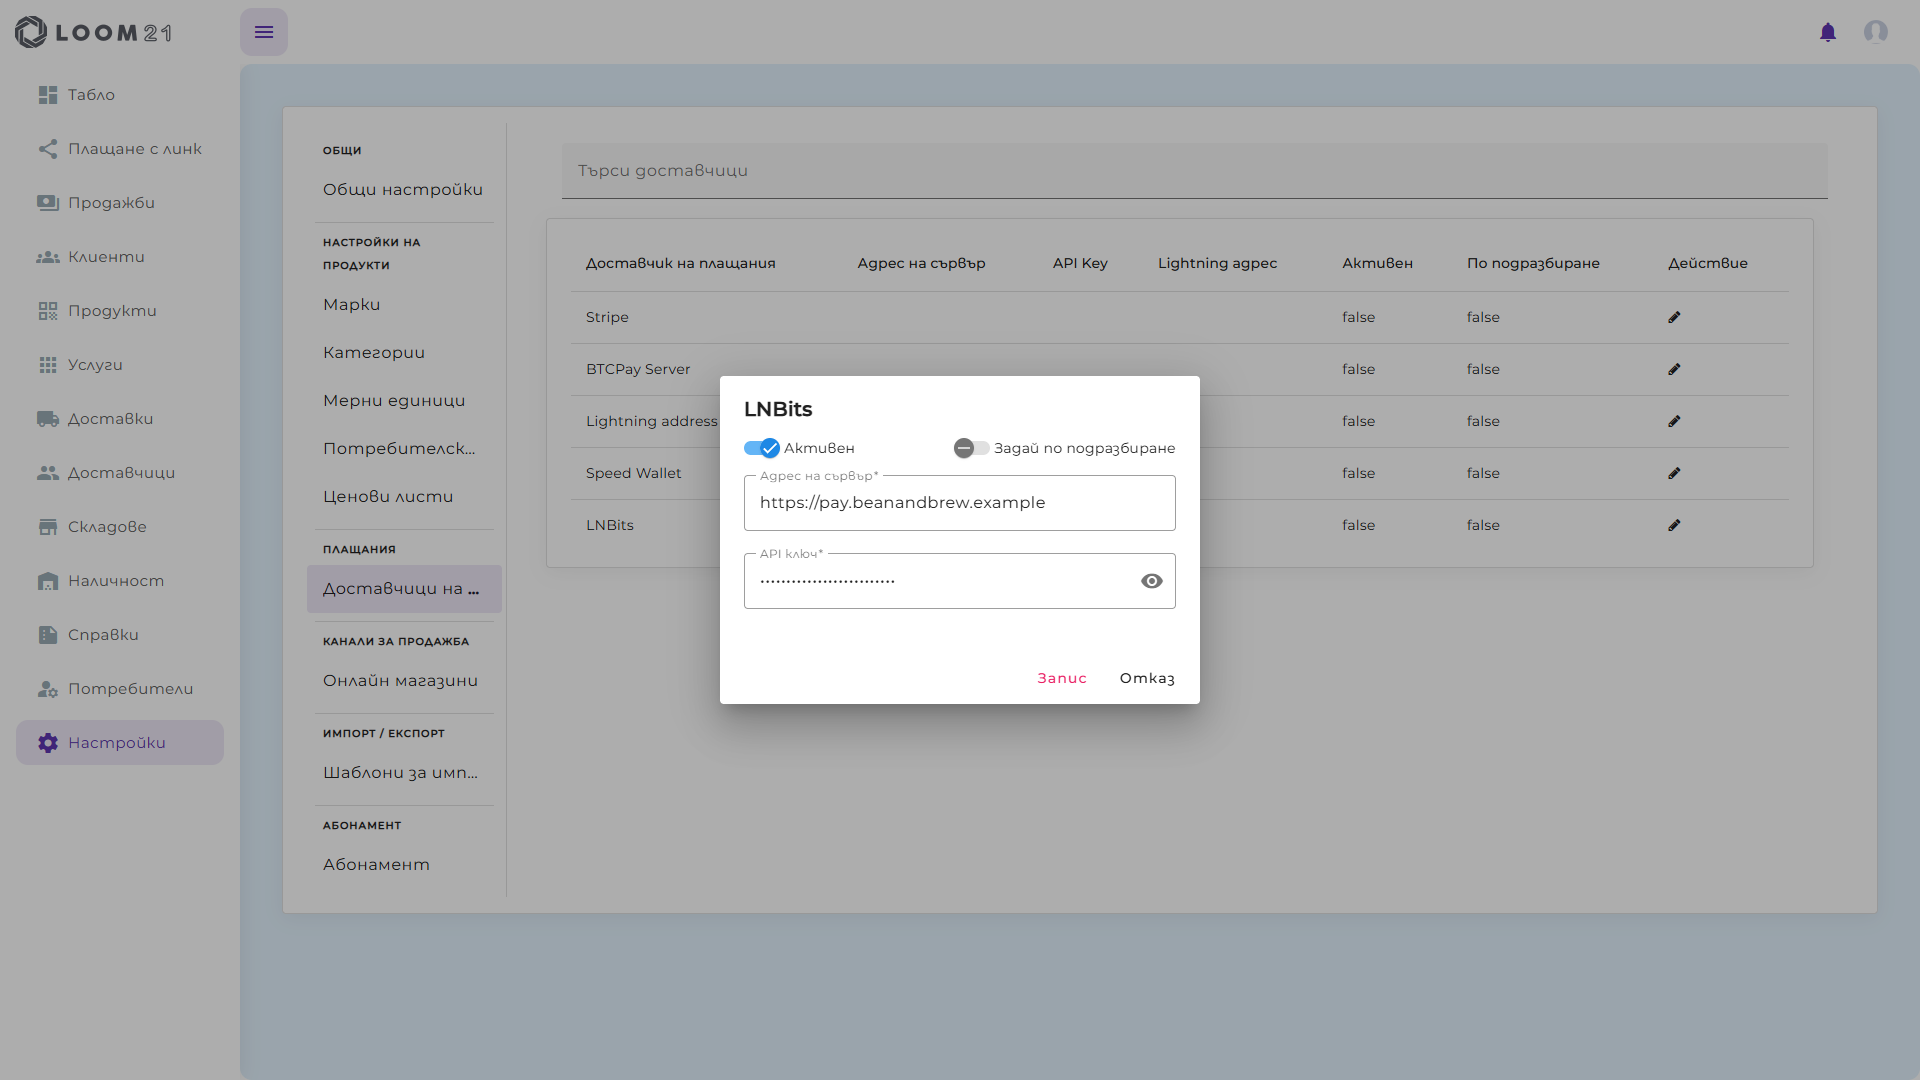 LOOM21
Табло
Плащане с линк
Продажби
Клиенти
Продукти
Услуги
Доставки
Доставчици
Складове
Наличност
Справки
Потребители
Настройки
ОБЩИ
Общи настройки
НАСТРОЙКИ НА
ПРОДУКТИ
Марки
Категории
Мерни единици
Потребителск...
Ценови листи
ПЛАЩАНИЯ
Доставчици на ...
КАНАЛИ ЗА ПРОДАЖБА
Онлайн магазини
ИМПОРТ / ЕКСПОРТ
Шаблони за имп...
АБОНАМЕНТ
Абонамент
Търси доставчици
Доставчик на плащания Адрес на сървър API Key Lightning адрес Активен По подразбиране Действие
Stripe false false
BTCPay Server false false
Lightning address false false
Speed Wallet false false
LNBits false false
LNBits
Активен Задай по подразбиране
Адрес на сървър*
https://pay.beanandbrew.example
API ключ*
••••••••••••••••••••••••••
Запис Отказ